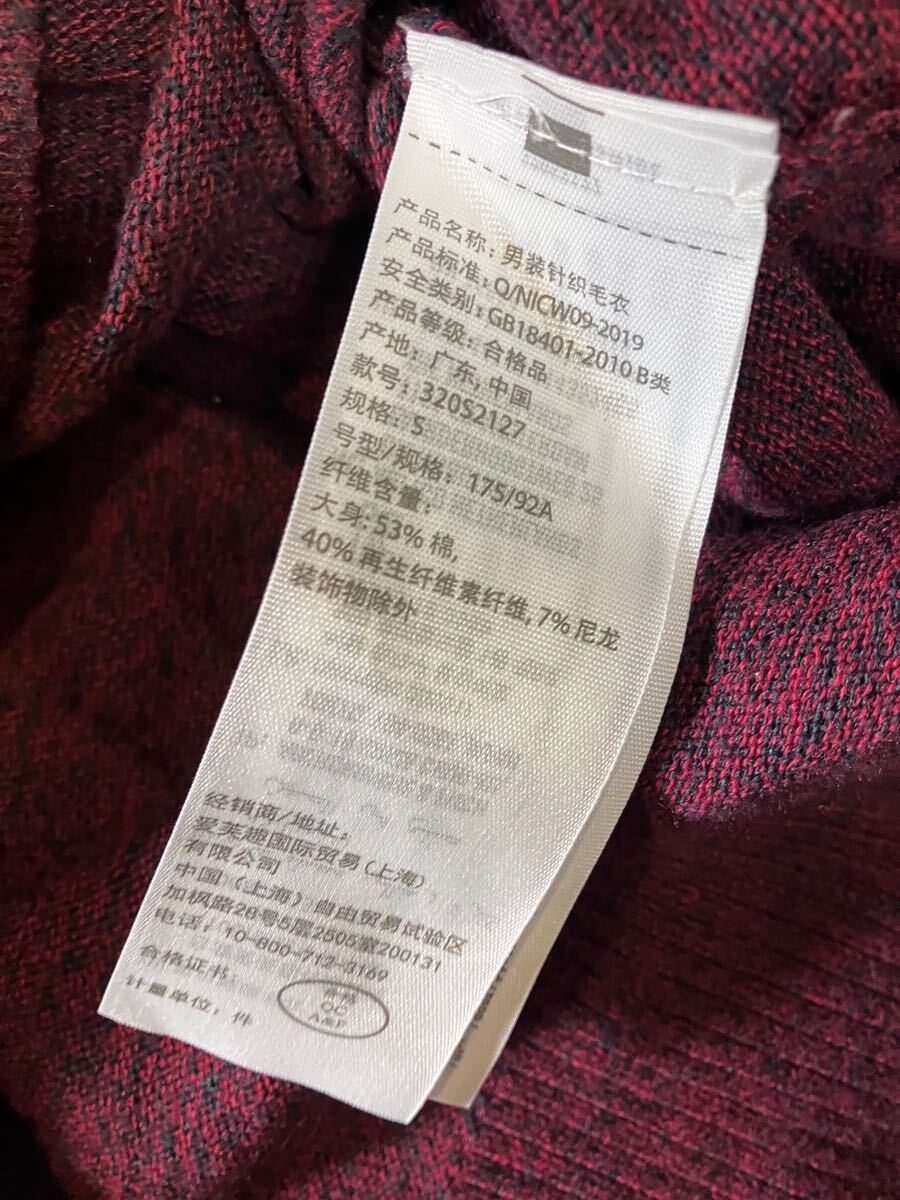 产品名称: 男装针织毛衣
产品标准: Q/NICW09-2019
安全类别: GB18401-2010 B类
产品等级: 合格品
产地: 广东, 中国
款号: 320S2127
规格: S
号型/规格: 175/92A
纤维含量:
大身: 53% 棉,
40% 再生纤维素纤维, 7% 尼龙
装饰物除外
经销商/地址:
爱芙趣国际贸易(上海)
有限公司
中国 (上海) 自由贸易试验区
加枫路28号5层2505室200131
电话: 10-800-712-3169
合格证书.
QC
A&F
计量单位, 件